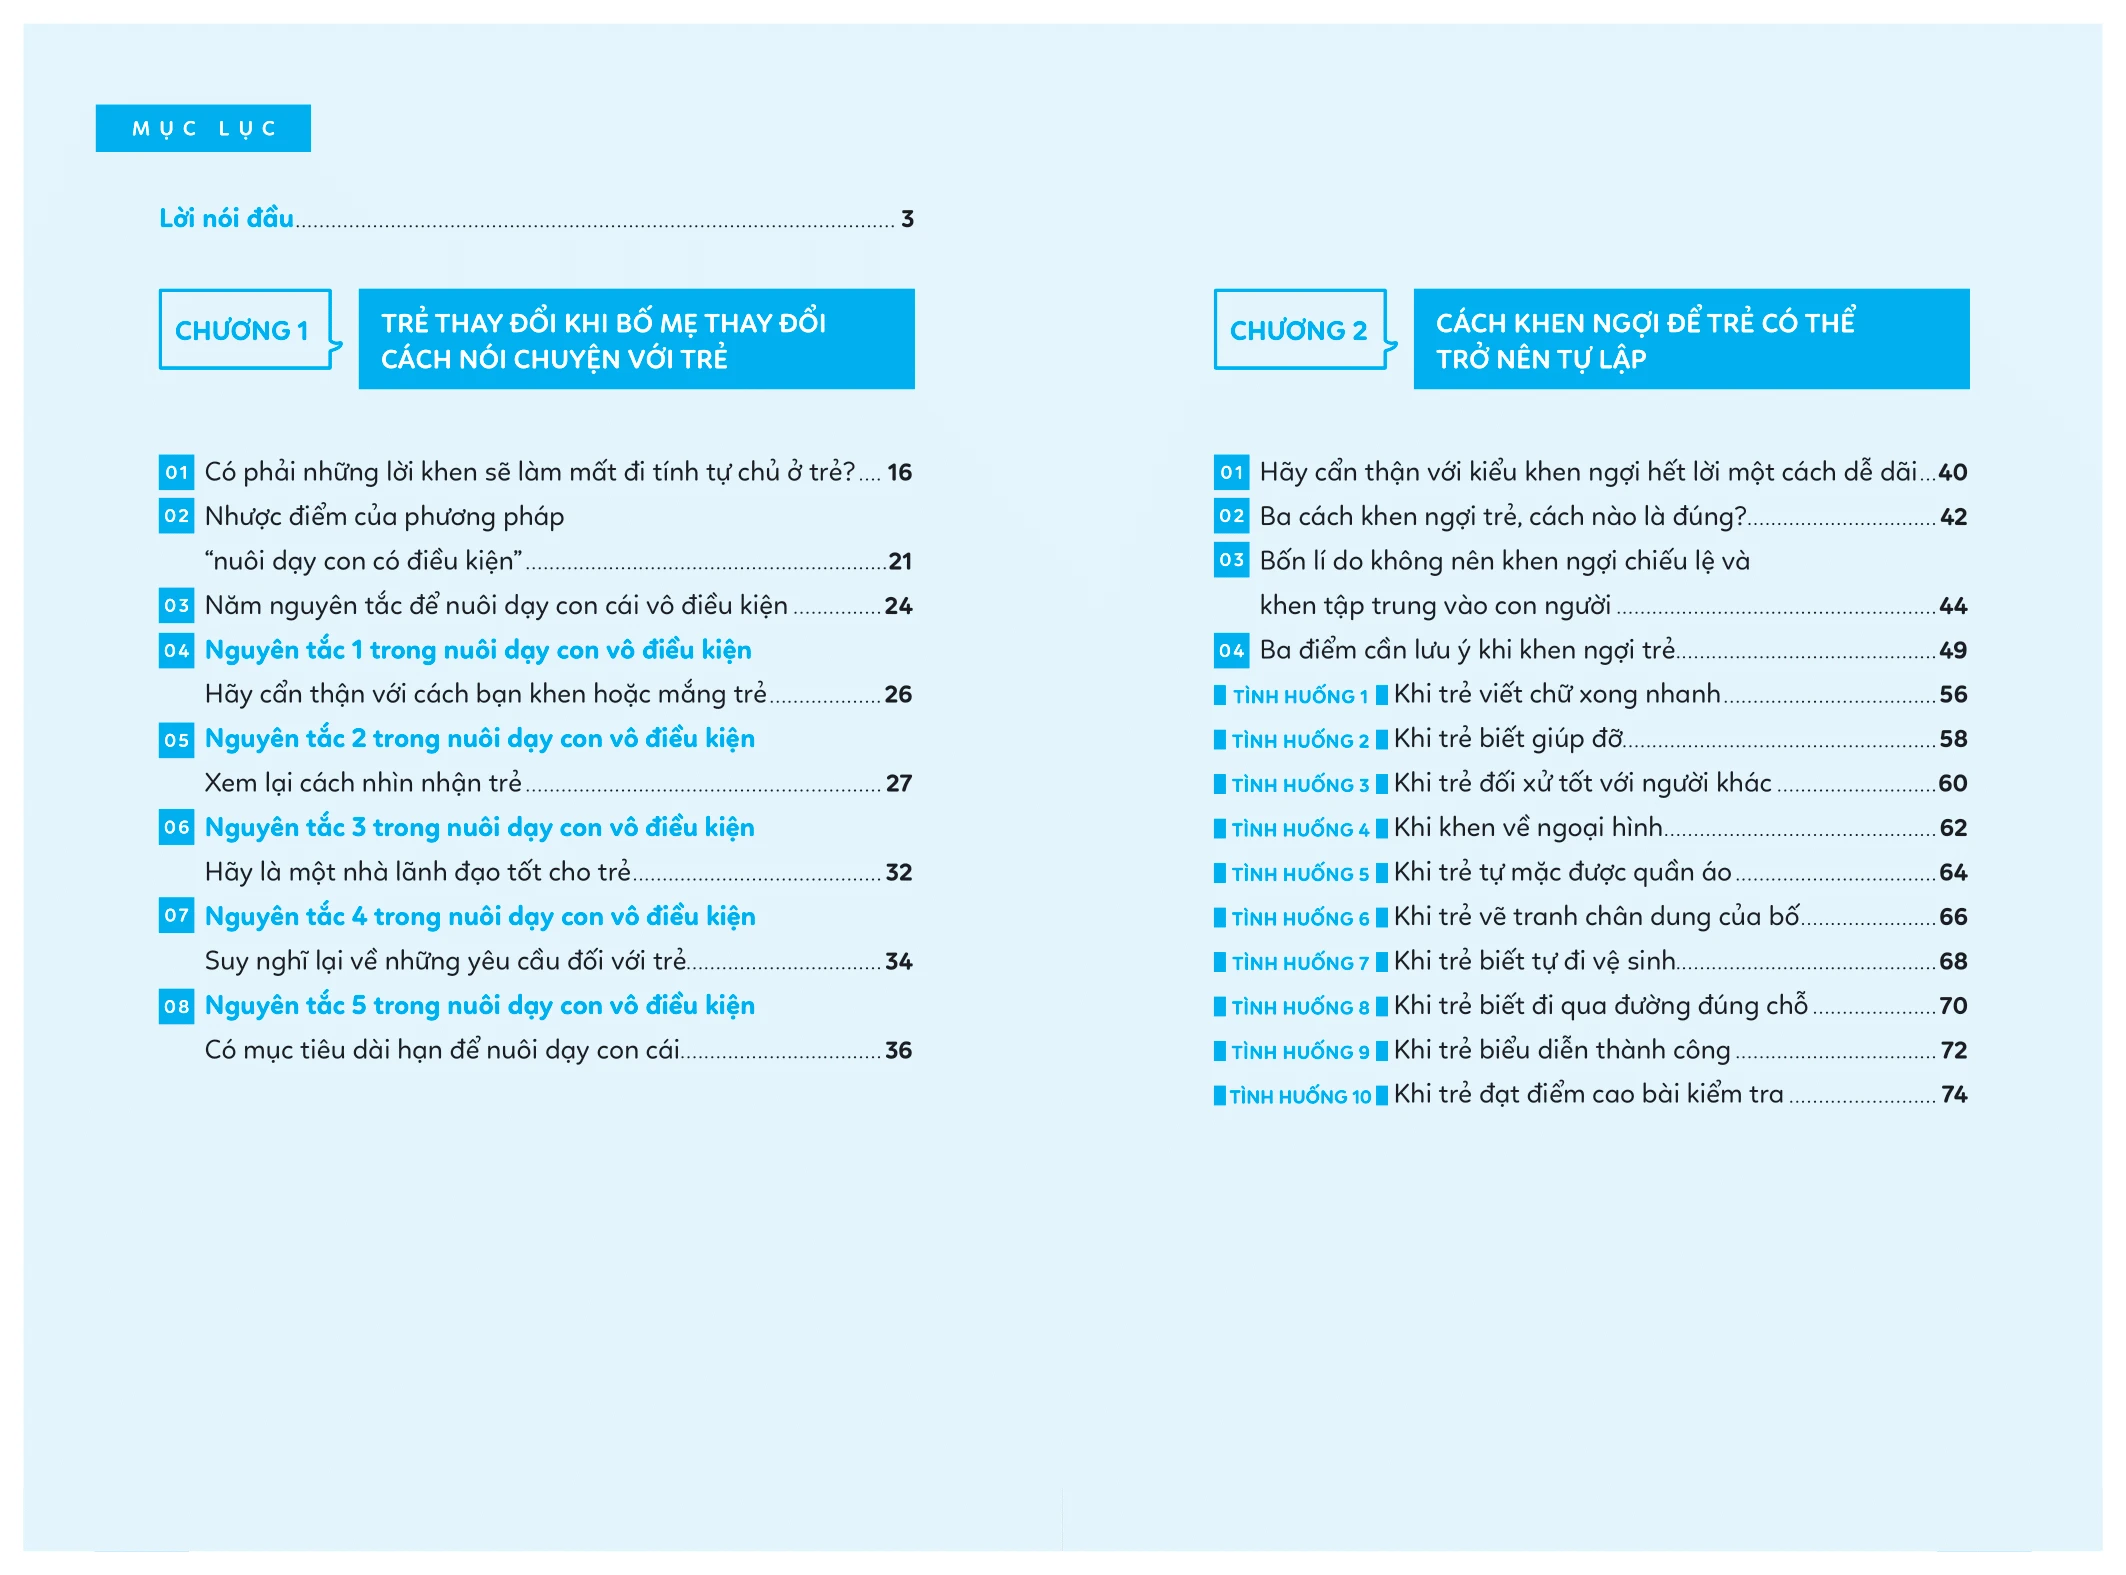 MỤC LỤC
Lời nói đầu........ 3
CHƯƠNG 1
TRẺ THAY ĐỔI KHI BỐ MẸ THAY ĐỔI
CÁCH NÓI CHUYỆN VỚI TRẺ
01 Có phải những lời khen sẽ làm mất đi tính tự chủ ở trẻ?.... 16
02 Nhược điểm của phương pháp
“nuôi dạy con có điều kiện”........ 21
03 Năm nguyên tắc để nuôi dạy con cái vô điều kiện........ 24
04 Nguyên tắc 1 trong nuôi dạy con vô điều kiện
Hãy cẩn thận với cách bạn khen hoặc mắng trẻ........ 26
05 Nguyên tắc 2 trong nuôi dạy con vô điều kiện
Xem lại cách nhìn nhận trẻ........ 27
06 Nguyên tắc 3 trong nuôi dạy con vô điều kiện
Hãy là một nhà lãnh đạo tốt cho trẻ........ 32
07 Nguyên tắc 4 trong nuôi dạy con vô điều kiện
Suy nghĩ lại về những yêu cầu đối với trẻ........ 34
08 Nguyên tắc 5 trong nuôi dạy con vô điều kiện
Có mục tiêu dài hạn để nuôi dạy con cái........ 36
CHƯƠNG 2
CÁCH KHEN NGỢI ĐỂ TRẺ CÓ THỂ
TRỞ NÊN TỰ LẬP
01 Hãy cẩn thận với kiểu khen ngợi hết lời một cách dễ dãi...40
02 Ba cách khen ngợi trẻ, cách nào là đúng?........ 42
03 Bốn lí do không nên khen ngợi chiếu lệ và
khen tập trung vào con người........ 44
04 Ba điểm cần lưu ý khi khen ngợi trẻ........ 49
TÌNH HUỐNG 1 Khi trẻ viết chữ xong nhanh........ 56
TÌNH HUỐNG 2 Khi trẻ biết giúp đỡ........ 58
TÌNH HUỐNG 3 Khi trẻ đối xử tốt với người khác........ 60
TÌNH HUỐNG 4 Khi khen về ngoại hình........ 62
TÌNH HUỐNG 5 Khi trẻ tự mặc được quần áo........ 64
TÌNH HUỐNG 6 Khi trẻ vẽ tranh chân dung của bố........ 66
TÌNH HUỐNG 7 Khi trẻ biết tự đi vệ sinh........ 68
TÌNH HUỐNG 8 Khi trẻ biết đi qua đường đúng chỗ........ 70
TÌNH HUỐNG 9 Khi trẻ biểu diễn thành công........ 72
TÌNH HUỐNG 10 Khi trẻ đạt điểm cao bài kiểm tra........ 74